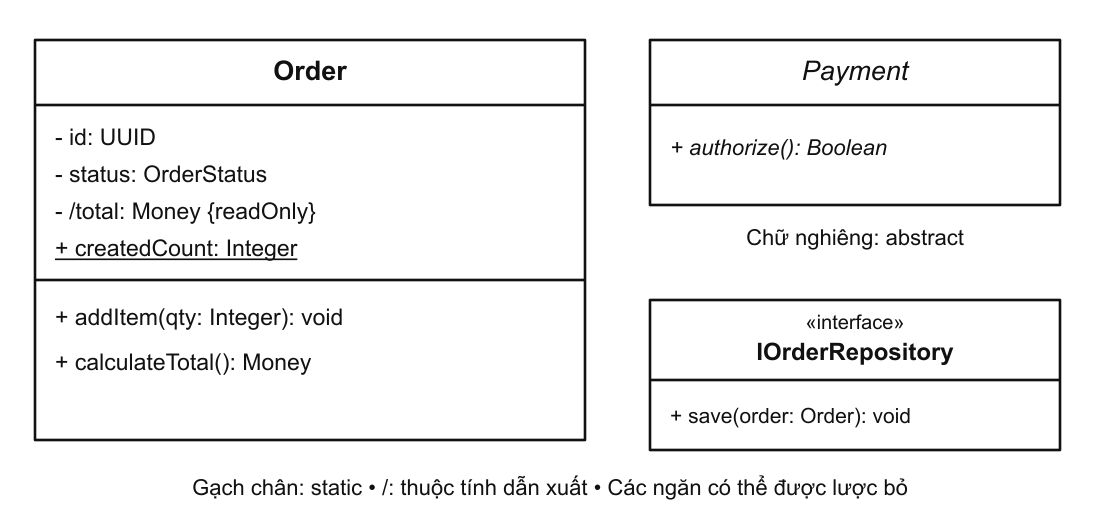 Order
- id: UUID
- status: OrderStatus
- /total: Money {readOnly}
+ createdCount: Integer
+ addItem(qty: Integer): void
+ calculateTotal(): Money
Payment
+ authorize(): Boolean
Chữ nghiêng: abstract
«interface»
IOrderRepository
+ save(order: Order): void
Gạch chân: static • /: thuộc tính dẫn xuất • Các ngăn có thể được lược bỏ